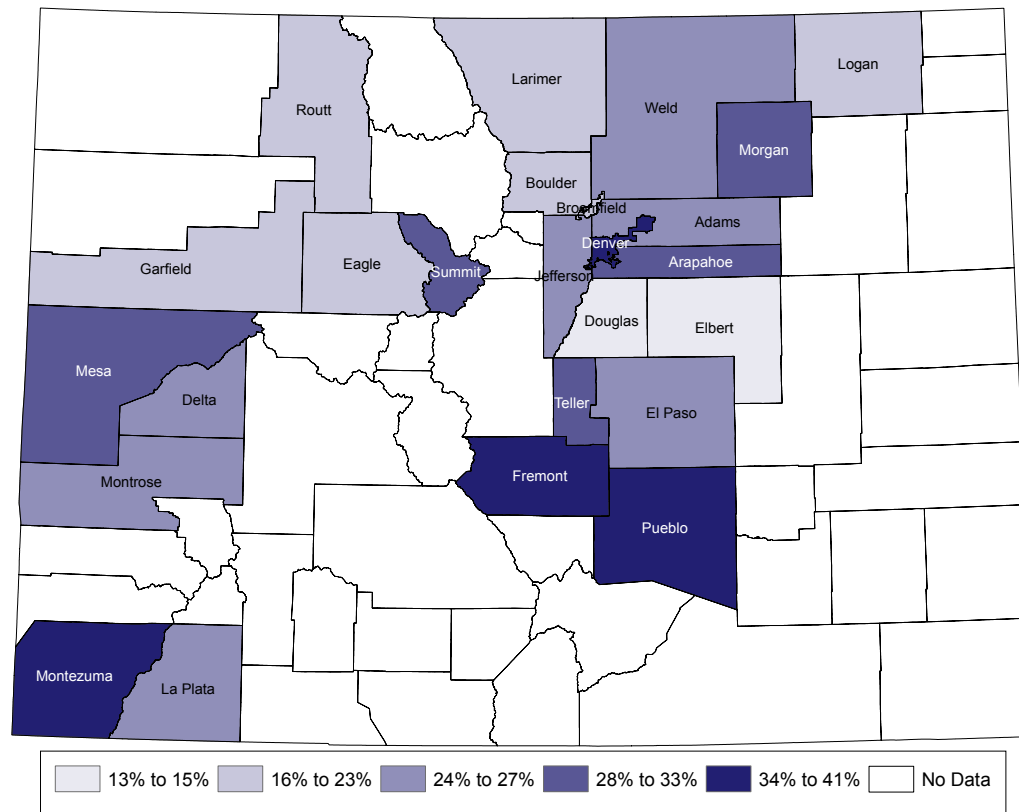 Larimer
Logan
Routt
Weld
Morgan
Boulder
Broomfield
Adams
Denver
Arapahoe
Garfield
Eagle
Summit
Jefferson
Douglas
Elbert
Mesa
Delta
Teller
El Paso
Montrose
Fremont
Pueblo
Montezuma
La Plata
13% to 15% 16% to 23% 24% to 27% 28% to 33% 34% to 41% No Data